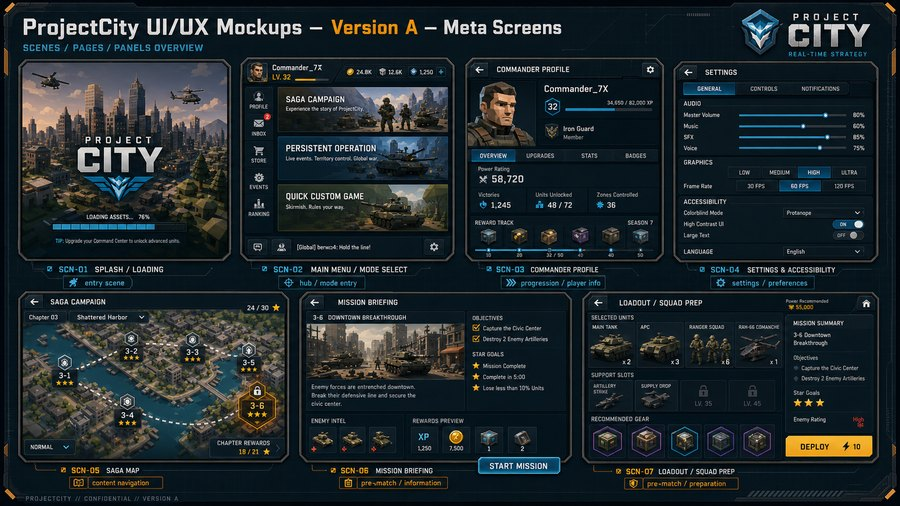 ProjectCity UI/UX Mockups — Version A — Meta Screens
SCENES / PAGES / PANELS OVERVIEW
PROJECT
CITY
REAL-TIME STRATEGY
PROJECT
CITY
LOADING ASSETS... 76%
TIP: Upgrade your Command Center to unlock advanced units.
SCN-01 SPLASH / LOADING
entry scene
Commander_7X
LV. 32
24.8K
12.6K
1,250 +
PROFILE
2
INBOX
STORE
EVENTS
RANKING
SAGA CAMPAIGN
Experience the story of ProjectCity.
PERSISTENT OPERATION
Live events. Territory control. Global war.
QUICK CUSTOM GAME
Skirmish. Rules your way.
[Global] berwz4: Hold the line!
SCN-02 MAIN MENU / MODE SELECT
hub / mode entry
COMMANDER PROFILE
Commander_7X
32
34,650 / 82,000 XP
Iron Guard
Member
OVERVIEW UPGRADES STATS BADGES
Power Rating
58,720
Victories Units Unlocked Zones Controlled
1,245 48 / 72 36
REWARD TRACK SEASON 7
10 20 32 / 50 40 50
SCN-03 COMMANDER PROFILE
progression / player info
SETTINGS
GENERAL CONTROLS NOTIFICATIONS
AUDIO
Master Volume 80%
Music 60%
SFX 85%
Voice 75%
GRAPHICS
LOW MEDIUM HIGH ULTRA
Frame Rate 30 FPS 60 FPS 120 FPS
ACCESSIBILITY
Colorblind Mode Protanope
High Contrast UI ON
Large Text OFF
LANGUAGE English
SCN-04 SETTINGS & ACCESSIBILITY
settings / preferences
SAGA CAMPAIGN
24 / 30
Chapter 03 Shattered Harbor
3-1
3-2
3-3
3-4
3-5
3-6
NORMAL
CHAPTER REWARDS
18 / 21
SCN-05 SAGA MAP
content navigation
MISSION BRIEFING
3-6 DOWNTOWN BREAKTHROUGH
Enemy forces are entrenched downtown.
Break their defensive line and secure the
civic center.
OBJECTIVES
Capture the Civic Center
Destroy 2 Enemy Artilleries
STAR GOALS
Mission Complete
Complete in 5:00
Lose less than 10% Units
ENEMY INTEL
REWARDS PREVIEW
XP
1,250 7,500 1 2
START MISSION
SCN-06 MISSION BRIEFING
pre-match / information
LOADOUT / SQUAD PREP
Power Recommended
55,000
SELECTED UNITS
MAIN TANK APC RANGER SQUAD RAH-66 COMANCHE
x 2 x 3 x 6 x 1
SUPPORT SLOTS
ARTILLERY STRIKE
SUPPLY DROP
LV. 35
LV. 45
RECOMMENDED GEAR
MISSION SUMMARY
3-6 Downtown
Breakthrough
Objectives
Capture the Civic Center
Destroy 2 Enemy Artilleries
Star Goals
Enemy Rating High
DEPLOY 10
SCN-07 LOADOUT / SQUAD PREP
pre-match / preparation
PROJECTCITY // CONFIDENTIAL // VERSION A